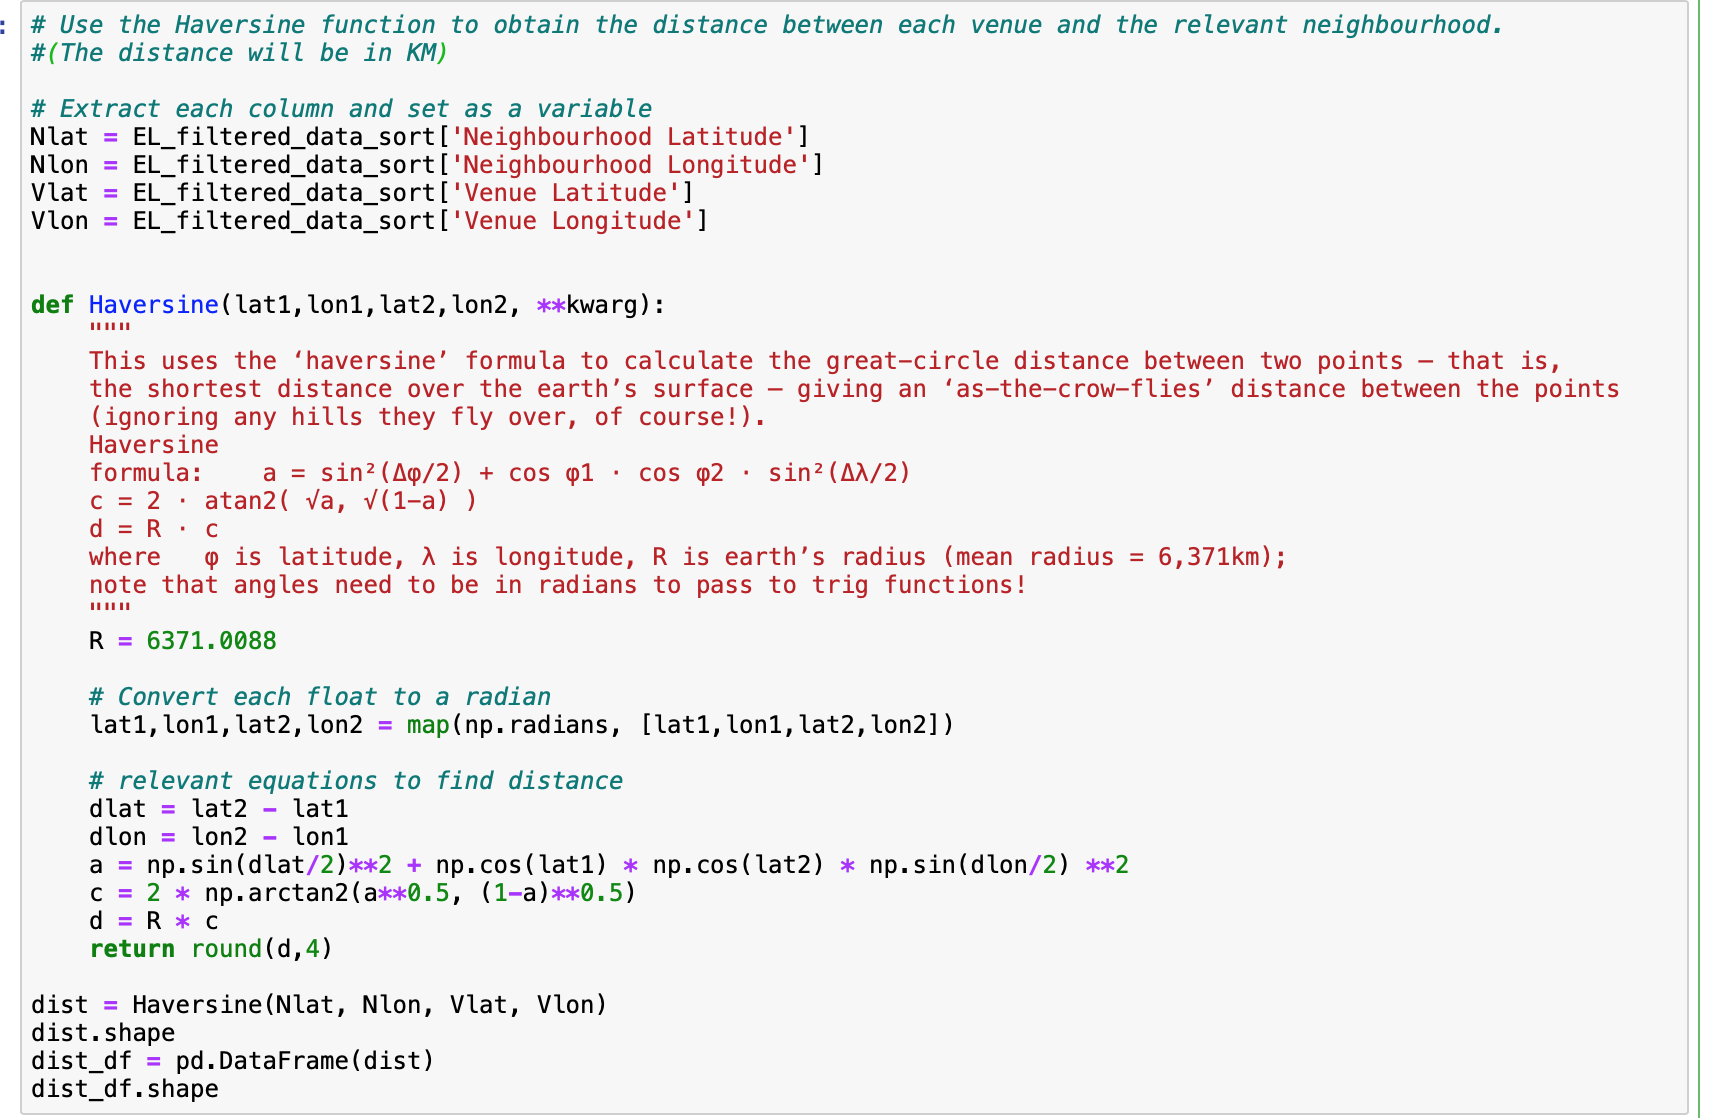 :
# Use the Haversine function to obtain the distance between each venue and the relevant neighbourhood.
#(The distance will be in KM)
# Extract each column and set as a variable
Nlat = EL_filtered_data_sort['Neighbourhood Latitude']
Nlon = EL_filtered_data_sort['Neighbourhood Longitude']
Vlat = EL_filtered_data_sort['Venue Latitude']
Vlon = EL_filtered_data_sort['Venue Longitude']
def Haversine(lat1,lon1,lat2,lon2, **kwarg):
    """
    This uses the ‘haversine’ formula to calculate the great-circle distance between two points – that is,
    the shortest distance over the earth’s surface – giving an ‘as-the-crow-flies’ distance between the points
    (ignoring any hills they fly over, of course!).
    Haversine
    formula:    a = sin²(Δφ/2) + cos φ1 ⋅ cos φ2 ⋅ sin²(Δλ/2)
    c = 2 ⋅ atan2( √a, √(1−a) )
    d = R ⋅ c
    where   φ is latitude, λ is longitude, R is earth’s radius (mean radius = 6,371km);
    note that angles need to be in radians to pass to trig functions!
    """
    R = 6371.0088
    # Convert each float to a radian
    lat1,lon1,lat2,lon2 = map(np.radians, [lat1,lon1,lat2,lon2])
    # relevant equations to find distance
    dlat = lat2 - lat1
    dlon = lon2 - lon1
    a = np.sin(dlat/2)**2 + np.cos(lat1) * np.cos(lat2) * np.sin(dlon/2) **2
    c = 2 * np.arctan2(a**0.5, (1-a)**0.5)
    d = R * c
    return round(d,4)
dist = Haversine(Nlat, Nlon, Vlat, Vlon)
dist.shape
dist_df = pd.DataFrame(dist)
dist_df.shape